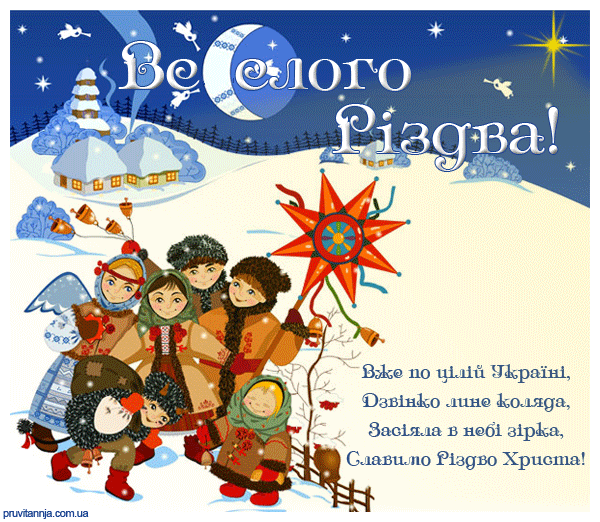 Веселого
Різдва!
Вже по цілій Україні,
Дзвінко лине коляда,
Засіяла в небі зірка,
Славимо Різдво Христа!
pruvitannja.com.ua